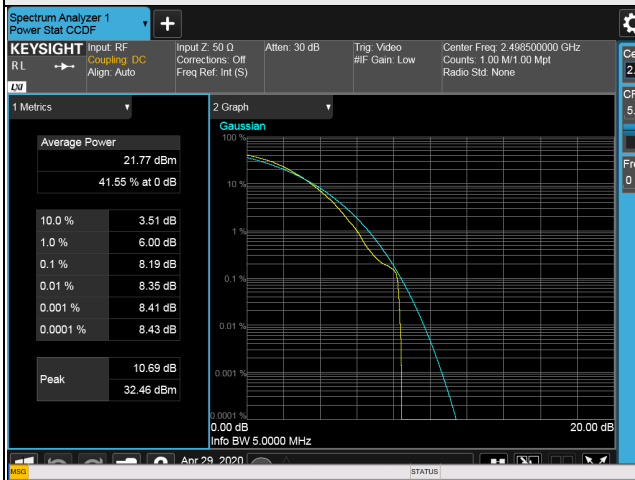 Spectrum Analyzer 1
Power Stat CCDF
KEYSIGHT
RL
LXI
Input: RF
Coupling: DC
Align: Auto
Input Z: 50 Ω
Corrections: Off
Freq Ref: Int (S)
Atten: 30 dB
Trig: Video
#IF Gain: Low
Center Freq: 2.498500000 GHz
Counts: 1.00 M/1.00 Mpt
Radio Std: None
1 Metrics
Average Power
21.77 dBm
41.55 % at 0 dB
10.0 % 3.51 dB
1.0 % 6.00 dB
0.1 % 8.19 dB
0.01 % 8.35 dB
0.001 % 8.41 dB
0.0001 % 8.43 dB
Peak
10.69 dB
32.46 dBm
2 Graph
Gaussian
100 %
10 %
1 %
0.1 %
0.01 %
0.001 %
0.0001 %
0.00 dB 20.00 dB
Info BW 5.0000 MHz
Apr 29, 2020
MSG STATUS